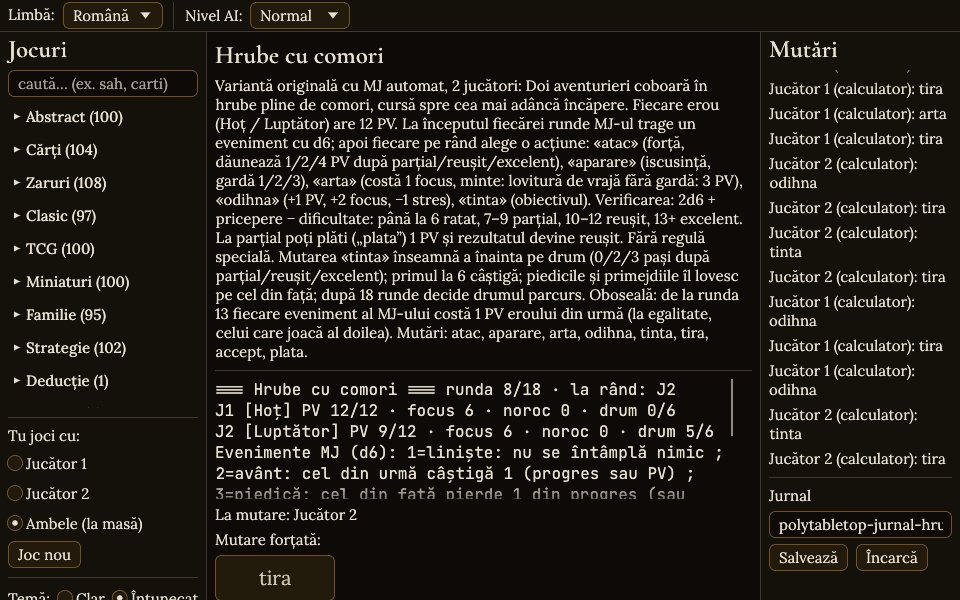 Limbă:
Română
Nivel AI:
Normal
Jocuri
caută... (ex. sah, carti)
Abstract (100)
Cărți (104)
Zaruri (108)
Clasic (97)
TCG (100)
Miniaturi (100)
Familie (95)
Strategie (102)
Deducție (1)
Tu joci cu:
Jucător 1
Jucător 2
Ambele (la masă)
Joc nou
Temă:
Clar
Întunecat
Hrube cu comori
Variantă originală cu MJ automat, 2 jucători: Doi aventurieri coboară în
hrube pline de comori, cursă spre cea mai adâncă încăpere. Fiecare erou
(Hoț / Luptător) are 12 PV. La începutul fiecărei runde MJ-ul trage un
eveniment cu d6; apoi fiecare pe rând alege o acțiune: «atac» (forță,
dăunează 1/2/4 PV după parțial/reușit/excelent), «aparare» (iscusință,
gardă 1/2/3), «arta» (costă 1 focus, minte: lovitură de vrajă fără gardă: 3 PV),
«odihna» (+1 PV, +2 focus, −1 stres), «tinta» (obiectivul). Verificarea: 2d6 +
pricepere − dificultate: până la 6 ratat, 7–9 parțial, 10–12 reușit, 13+ excelent.
La parțial poți plăti („plata”) 1 PV și rezultatul devine reușit. Fără regulă
specială. Mutarea «tinta» înseamnă a înainta pe drum (0/2/3 pași după
parțial/reușit/excelent); primul la 6 câștigă; piedicile și primejdiile îl lovesc
pe cel din față; după 18 runde decide drumul parcurs. Oboseală: de la runda
13 fiecare eveniment al MJ-ului costă 1 PV eroului din urmă (la egalitate,
celui care joacă al doilea). Mutări: atac, aparare, arta, odihna, tinta, tira,
accept, plata.
═══ Hrube cu comori ═══ runda 8/18 · la rând: J2
J1 [Hoț] PV 12/12 · focus 6 · noroc 0 · drum 0/6
J2 [Luptător] PV 9/12 · focus 6 · noroc 0 · drum 5/6
Evenimente MJ (d6): 1=liniște: nu se întâmplă nimic ;
2=avânt: cel din urmă câștigă 1 (progres sau PV) ;
3=piedică: cel din față pierde 1 din progres (sau
La mutare: Jucător 2
Mutare forțată:
tira
Mutări
Jucător 1 (calculator): tira
Jucător 1 (calculator): arta
Jucător 1 (calculator): tira
Jucător 2 (calculator):
odihna
Jucător 2 (calculator): tira
Jucător 2 (calculator):
tinta
Jucător 2 (calculator): tira
Jucător 1 (calculator):
odihna
Jucător 1 (calculator): tira
Jucător 1 (calculator):
odihna
Jucător 2 (calculator):
tinta
Jucător 2 (calculator): tira
Jurnal
polytabletop-jurnal-hru
Salvează
Încarcă